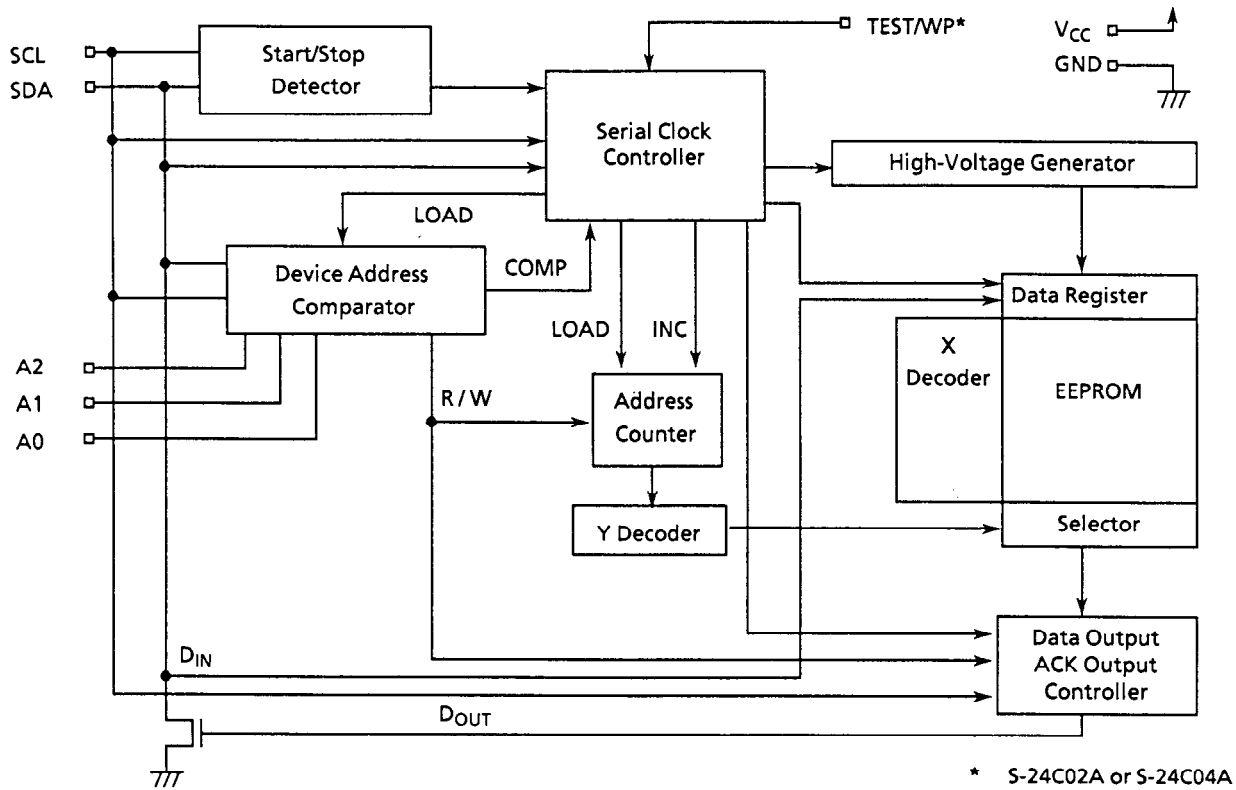 SCL
SDA
Start/Stop
Detector
TEST/WP*
VCC
GND
Serial Clock
Controller
High-Voltage Generator
LOAD
Device Address
Comparator
COMP
LOAD
INC
Data Register
X
Decoder
EEPROM
A2
A1
A0
R / W
Address
Counter
Y Decoder
Selector
DIN
Data Output
ACK Output
Controller
DOUT
* S-24C02A or S-24C04A